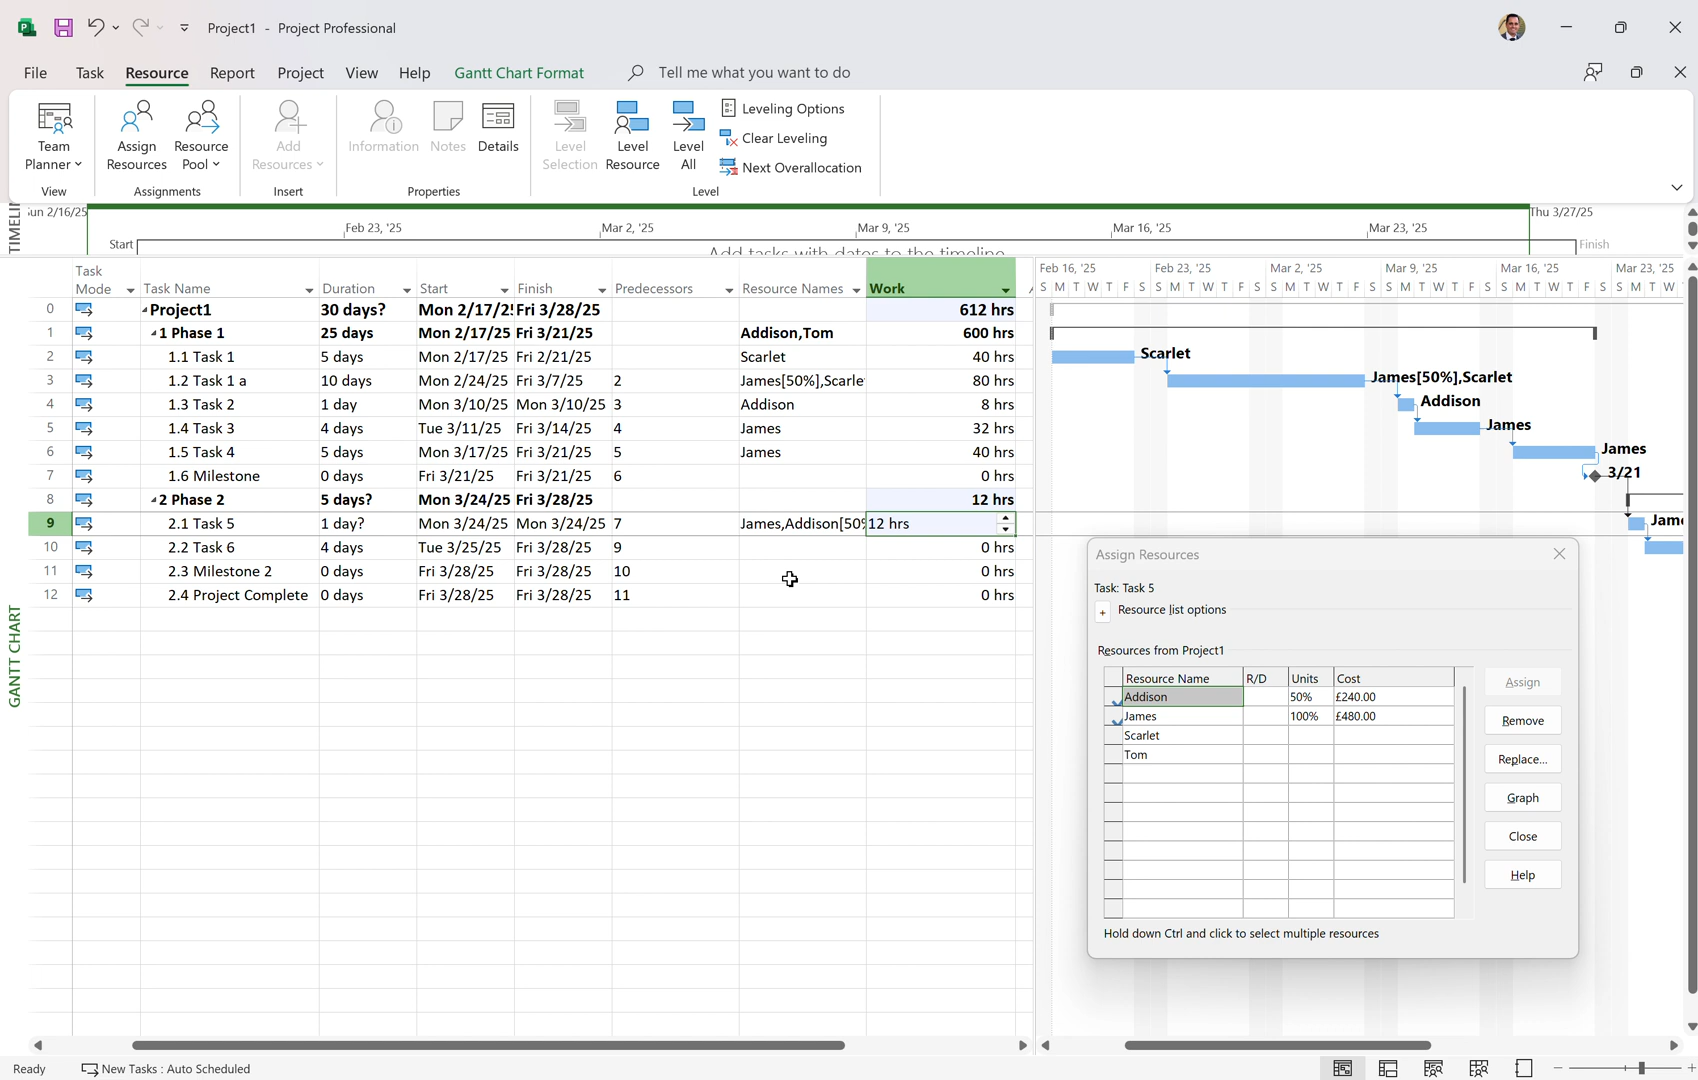 Project1 - Project Professional
File Task Resource Report Project View Help Gantt Chart Format Tell me what you want to do
Team Planner
Assign Resources
Resource Pool
Add Resources
Information
Notes
Details
Level Selection
Level Resource
Level All
Leveling Options
Clear Leveling
Next Overallocation
View Assignments Insert Properties Level
Feb 23, '25 Mar 2, '25 Mar 9, '25 Mar 16, '25 Mar 23, '25
Thu 3/27/25
Start
Add tasks with dates to the timeline
Finish
Task Mode Task Name Duration Start Finish Predecessors Resource Names Work
0 Project1 30 days? Mon 2/17/2 Fri 3/28/25 612 hrs
1 1 Phase 1 25 days Mon 2/17/25 Fri 3/21/25 Addison,Tom 600 hrs
2 1.1 Task 1 5 days Mon 2/17/25 Fri 2/21/25 Scarlet 40 hrs
3 1.2 Task 1 a 10 days Mon 2/24/25 Fri 3/7/25 2 James[50%],Scarle 80 hrs
4 1.3 Task 2 1 day Mon 3/10/25 Mon 3/10/25 3 Addison 8 hrs
5 1.4 Task 3 4 days Tue 3/11/25 Fri 3/14/25 4 James 32 hrs
6 1.5 Task 4 5 days Mon 3/17/25 Fri 3/21/25 5 James 40 hrs
7 1.6 Milestone 0 days Fri 3/21/25 Fri 3/21/25 6 0 hrs
8 2 Phase 2 5 days? Mon 3/24/25 Fri 3/28/25 12 hrs
9 2.1 Task 5 1 day? Mon 3/24/25 Mon 3/24/25 7 James,Addison[50% 12 hrs
10 2.2 Task 6 4 days Tue 3/25/25 Fri 3/28/25 9 0 hrs
11 2.3 Milestone 2 0 days Fri 3/28/25 Fri 3/28/25 10 0 hrs
12 2.4 Project Complete 0 days Fri 3/28/25 Fri 3/28/25 11 0 hrs
GANTT CHART
Feb 16, '25 Feb 23, '25 Mar 2, '25 Mar 9, '25 Mar 16, '25 Mar 23, '25
S M T W T F S S M T W T F S S M T W T F S S M T W T F S S M T W T F S S M T W
Scarlet
James[50%],Scarlet
Addison
James
James
3/21
Assign Resources
Task: Task 5
+ Resource list options
Resources from Project1
Resource Name R/D Units Cost
Addison 50% £240.00
James 100% £480.00
Scarlet
Tom
Assign
Remove
Replace...
Graph
Close
Help
Hold down Ctrl and click to select multiple resources
Ready New Tasks : Auto Scheduled